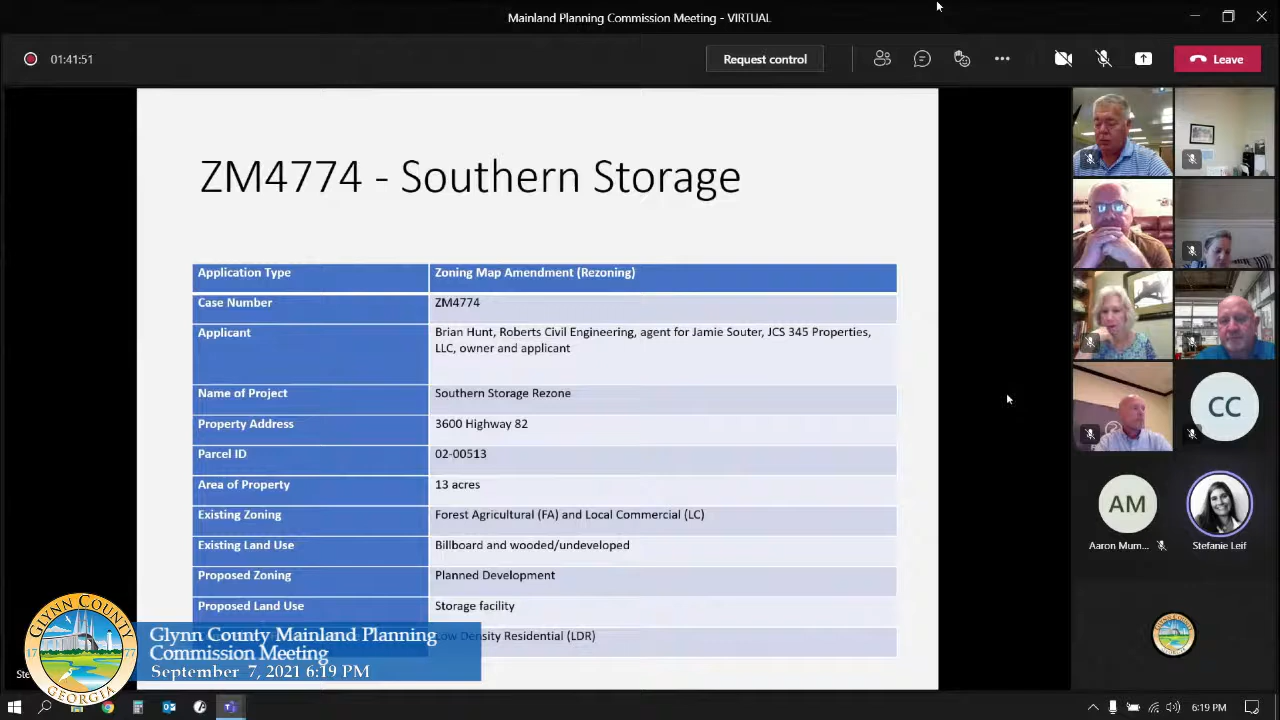 Mainland Planning Commission Meeting - VIRTUAL
01:41:51
Request control
Leave
ZM4774 - Southern Storage
Application Type Zoning Map Amendment (Rezoning)
Case Number ZM4774
Applicant Brian Hunt, Roberts Civil Engineering, agent for Jamie Souter, JCS 345 Properties,
LLC, owner and applicant
Name of Project Southern Storage Rezone
Property Address 3600 Highway 82
Parcel ID 02-00513
Area of Property 13 acres
Existing Zoning Forest Agricultural (FA) and Local Commercial (LC)
Existing Land Use Billboard and wooded/undeveloped
Proposed Zoning Planned Development
Proposed Land Use Storage facility
Density Residential (LDR)
CC
AM
Aaron Mum...
Stefanie Leif
GLYNN COUNTY
17 77
GEORGIA
Glynn County Mainland Planning
Commission Meeting
September 7, 2021 6:19 PM
6:19 PM